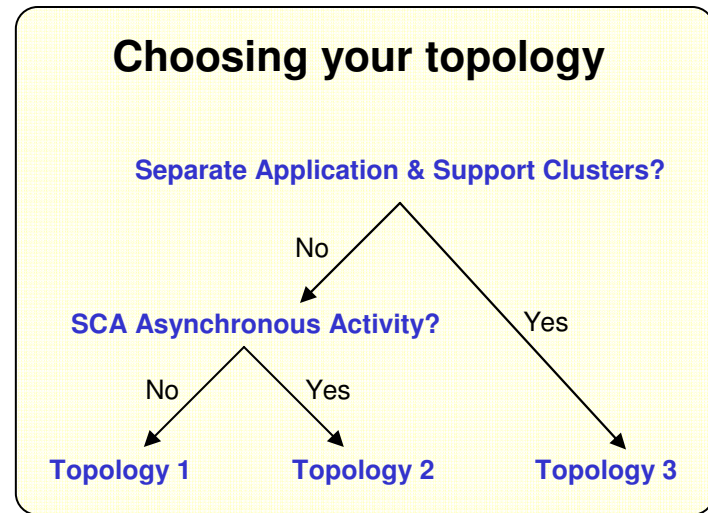 Choosing your topology
Separate Application & Support Clusters?
No
Yes
SCA Asynchronous Activity?
No
Yes
Topology 1
Topology 2
Topology 3